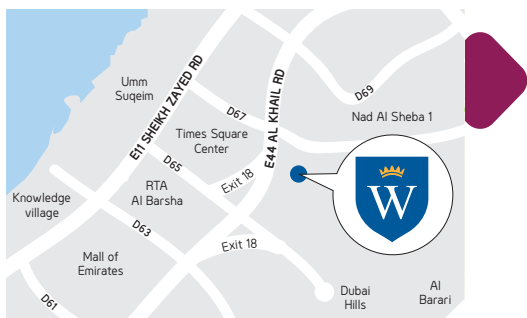 Umm
Suqeim
E11 SHEIKH ZAYED RD
E44 AL KHAIL RD
D69
D67
Nad Al Sheba 1
Times Square
Center
D65
Exit 18
RTA
Al Barsha
W
Knowledge
village
D63
Exit 18
Mall of
Emirates
D61
Dubai
Hills
Al
Barari